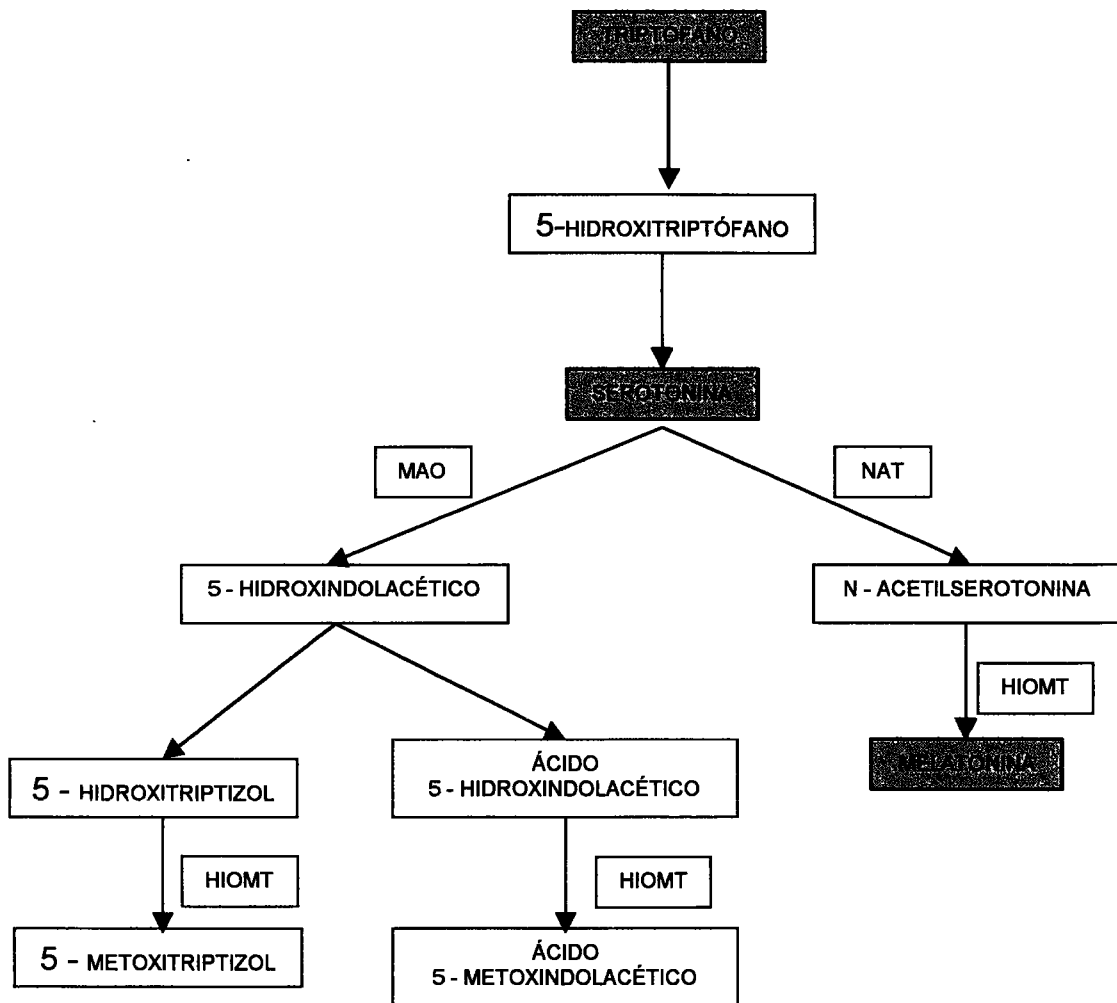 TRIPTÓFANO
5-HIDROXITRIPTÓFANO
SEROTONINA
MAO
NAT
5 - HIDROXINDOLACÉTICO
N - ACETILSEROTONINA
HIOMT
5 - HIDROXITRIPTIZOL
ÁCIDO
5 - HIDROXINDOLACÉTICO
MELATONINA
HIOMT
HIOMT
5 - METOXITRIPTIZOL
ÁCIDO
5 - METOXINDOLACÉTICO